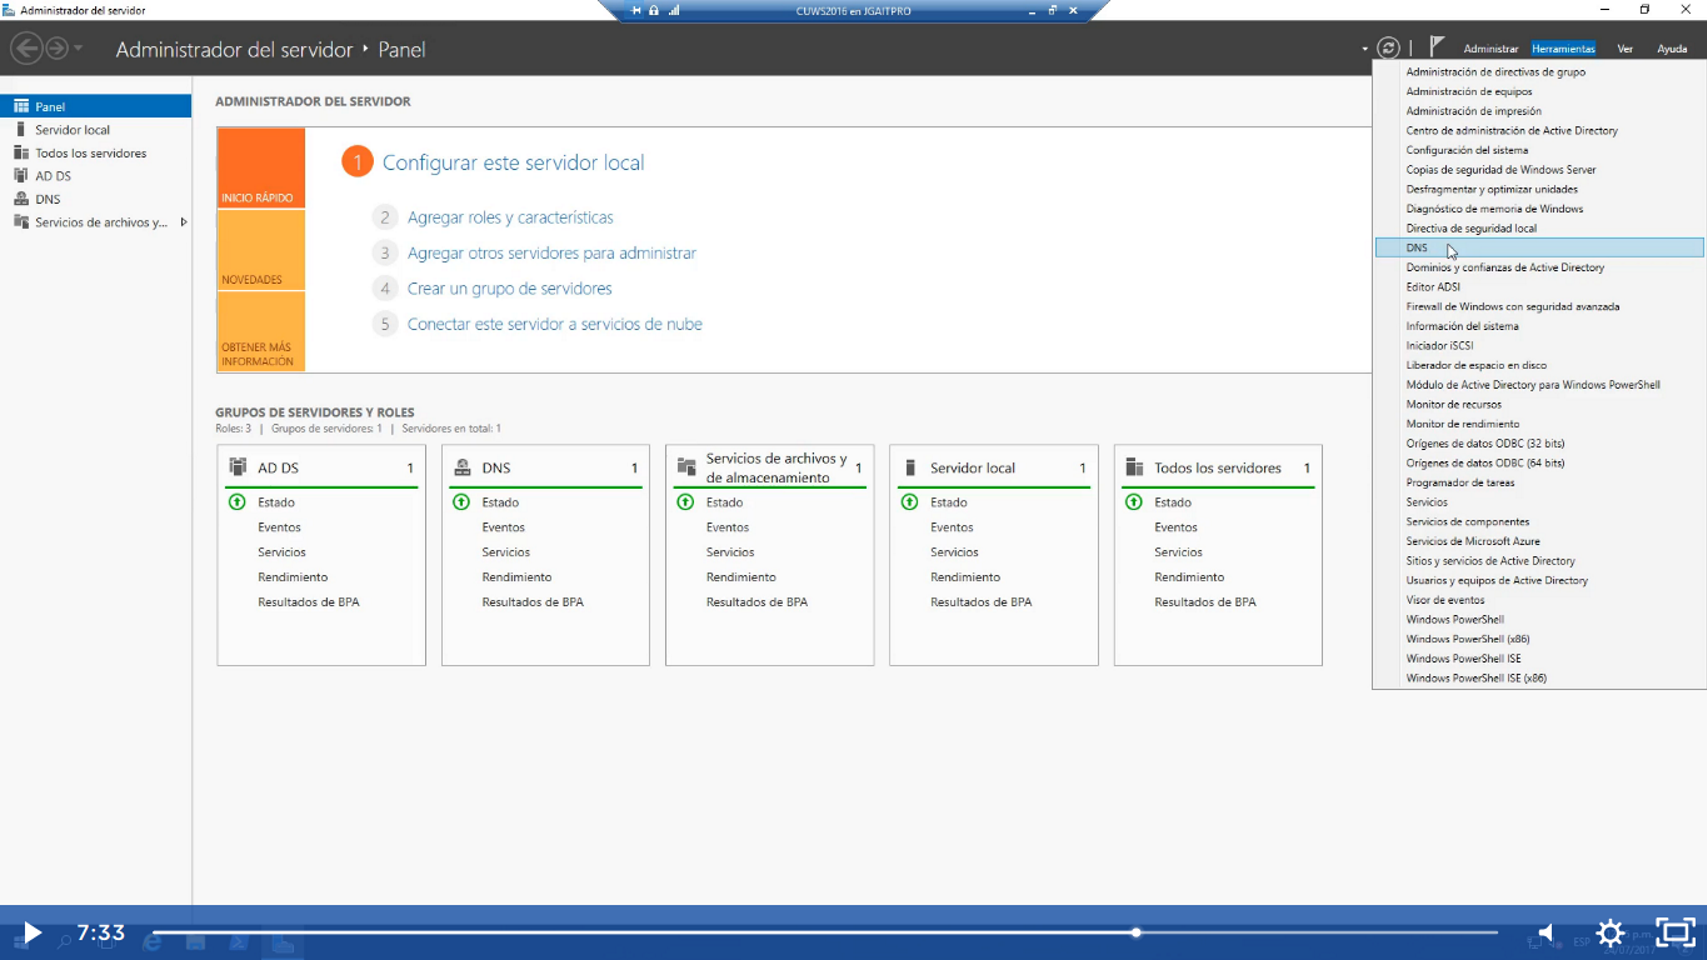 Administrador del servidor
CUWS2016 en JGAITPRO
Administrador del servidor ‣ Panel
Administrar
Herramientas
Ver
Ayuda
Panel
Servidor local
Todos los servidores
AD DS
DNS
Servicios de archivos y...
ADMINISTRADOR DEL SERVIDOR
INICIO RÁPIDO
NOVEDADES
OBTENER MÁS
INFORMACIÓN
1 Configurar este servidor local
2 Agregar roles y características
3 Agregar otros servidores para administrar
4 Crear un grupo de servidores
5 Conectar este servidor a servicios de nube
GRUPOS DE SERVIDORES Y ROLES
Roles: 3 | Grupos de servidores: 1 | Servidores en total: 1
AD DS 1
Estado
Eventos
Servicios
Rendimiento
Resultados de BPA
DNS 1
Estado
Eventos
Servicios
Rendimiento
Resultados de BPA
Servicios de archivos y
de almacenamiento 1
Estado
Eventos
Servicios
Rendimiento
Resultados de BPA
Servidor local 1
Estado
Eventos
Servicios
Rendimiento
Resultados de BPA
Todos los servidores 1
Estado
Eventos
Servicios
Rendimiento
Resultados de BPA
Administración de directivas de grupo
Administración de equipos
Administración de impresión
Centro de administración de Active Directory
Configuración del sistema
Copias de seguridad de Windows Server
Desfragmentar y optimizar unidades
Diagnóstico de memoria de Windows
Directiva de seguridad local
DNS
Dominios y confianzas de Active Directory
Editor ADSI
Firewall de Windows con seguridad avanzada
Información del sistema
Iniciador iSCSI
Liberador de espacio en disco
Módulo de Active Directory para Windows PowerShell
Monitor de recursos
Monitor de rendimiento
Orígenes de datos ODBC (32 bits)
Orígenes de datos ODBC (64 bits)
Programador de tareas
Servicios
Servicios de componentes
Servicios de Microsoft Azure
Sitios y servicios de Active Directory
Usuarios y equipos de Active Directory
Visor de eventos
Windows PowerShell
Windows PowerShell (x86)
Windows PowerShell ISE
Windows PowerShell ISE (x86)
7:33
ESP